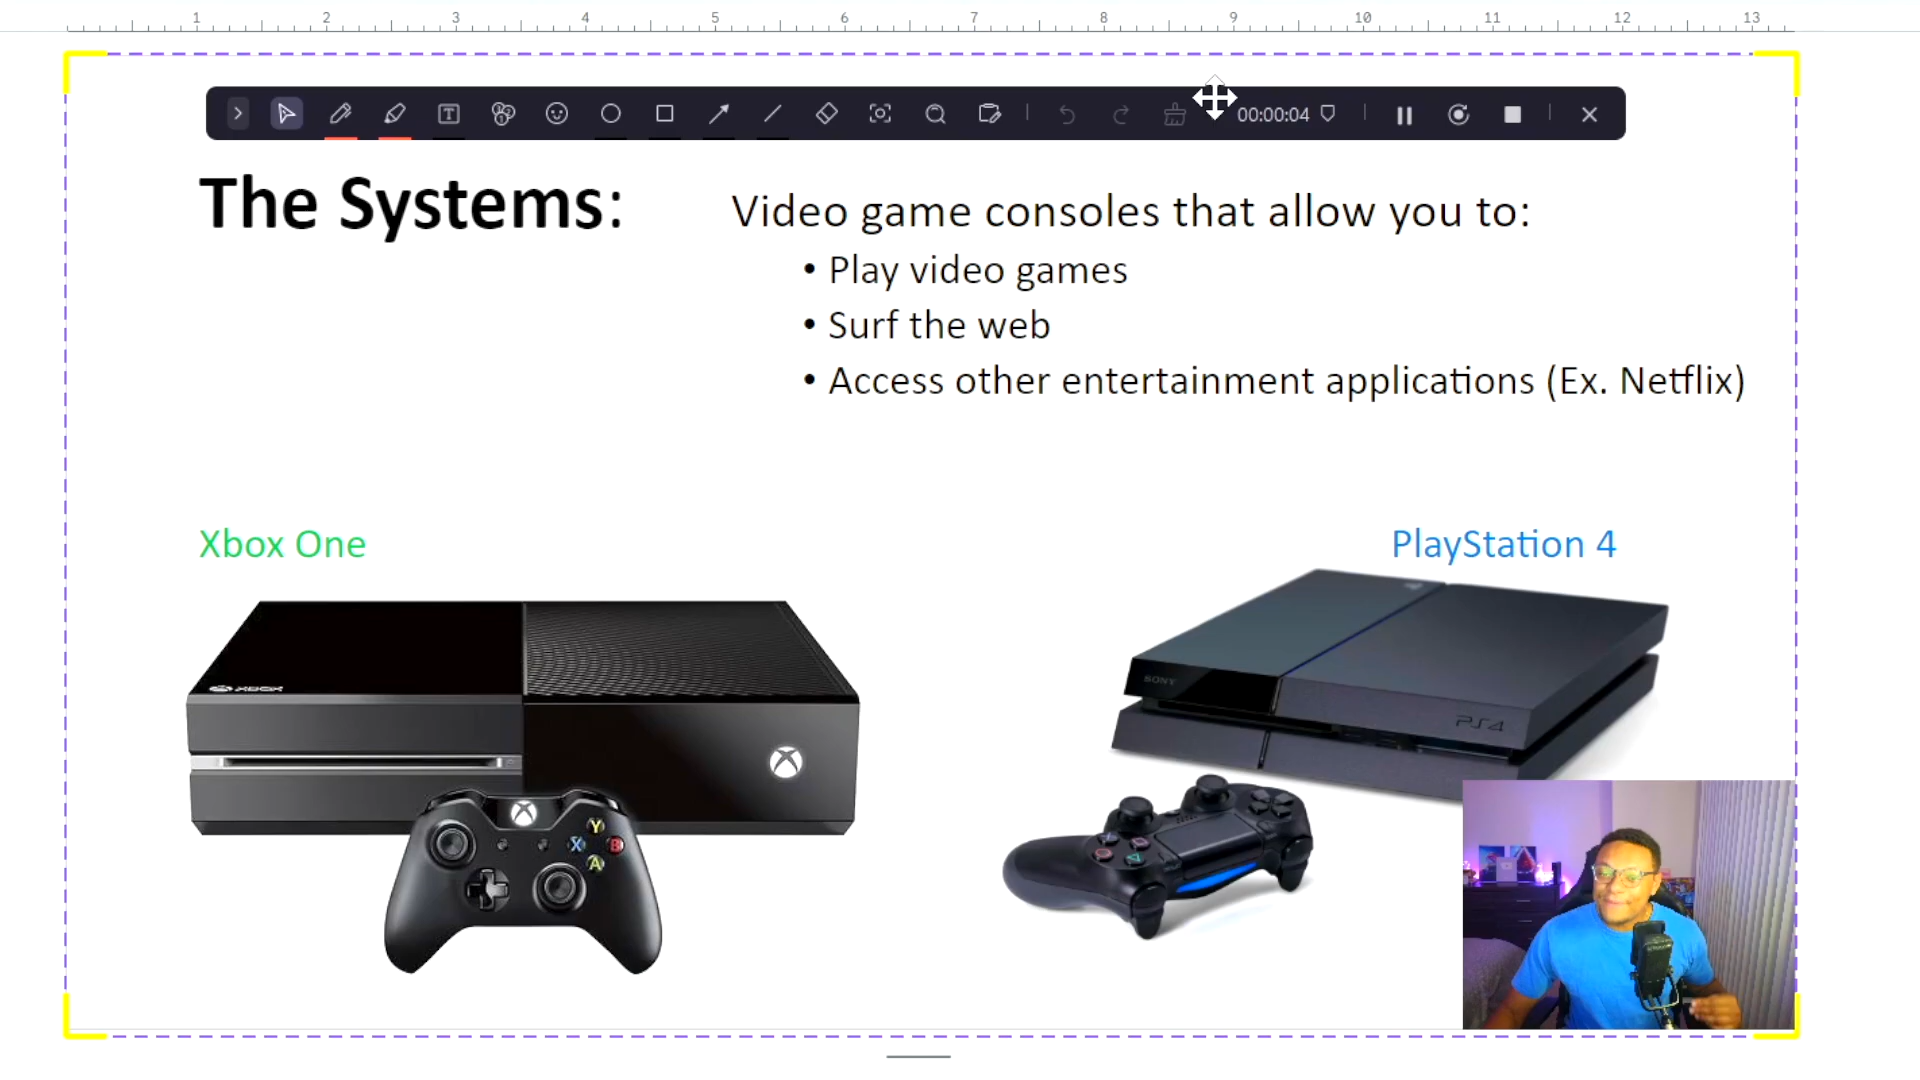 1 2 3 4 5 6 7 8 9 10 11 12 13
00:00:04
The Systems:
Video game consoles that allow you to:
• Play video games
• Surf the web
• Access other entertainment applications (Ex. Netflix)
Xbox One
PlayStation 4
XBOX
SONY
PS4
Y
X B
A